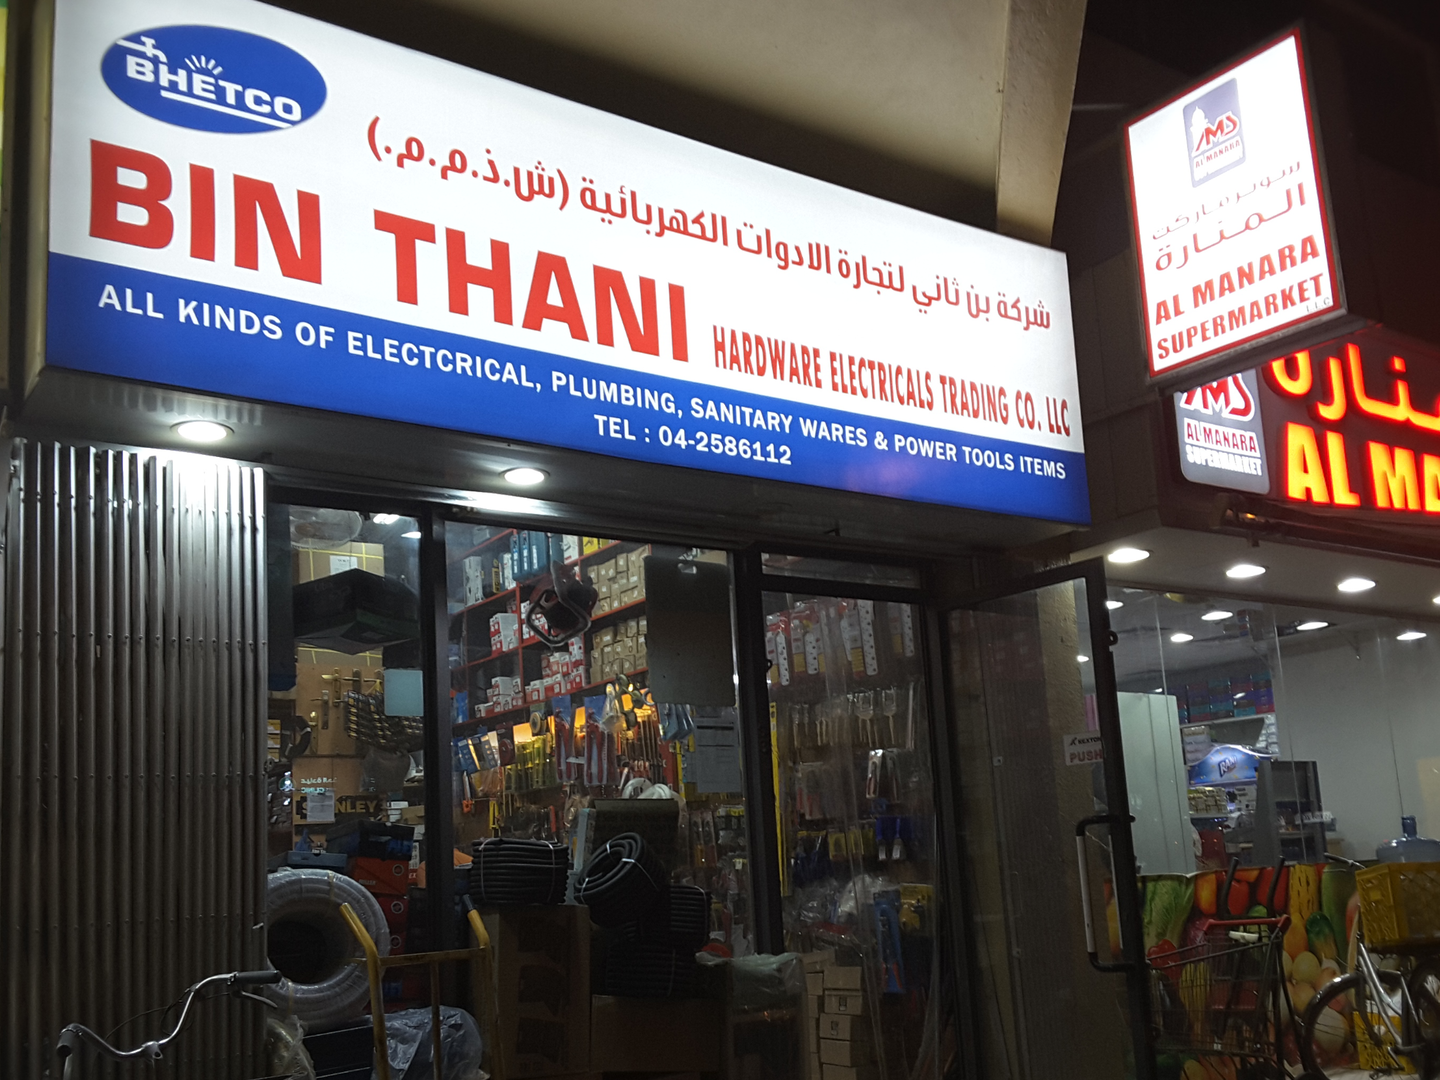 BHETCO
شركة بن ثاني لتجارة الادوات الكهربائية (ش.ذ.م.م.)
BIN THANI HARDWARE ELECTRICALS TRADING CO. LLC
ALL KINDS OF ELECTCRICAL, PLUMBING, SANITARY WARES & POWER TOOLS ITEMS
TEL : 04-2586112
AMS
AL MANARA
سوبرماركت
المنارة
AL MANARA
SUPERMARKET
LLC
AMS
AL MANARA
SUPERMARKET
منارة
AL MA
PUSH